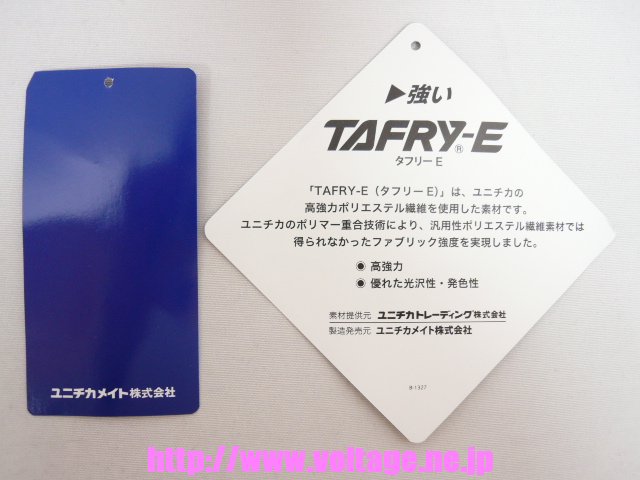 ▶強い
TAFRY-E®
タフリー E
「TAFRY-E（タフリーE）」は、ユニチカの
高強力ポリエステル繊維を使用した素材です。
ユニチカのポリマー重合技術により、汎用性ポリエステル繊維素材では
得られなかったファブリック強度を実現しました。
◉ 高強力
◉ 優れた光沢性・発色性
素材提供元 ユニチカトレーディング株式会社
製造発売元 ユニチカメイト株式会社
B-1327
ユニチカメイト株式会社
http://www.voltage.ne.jp